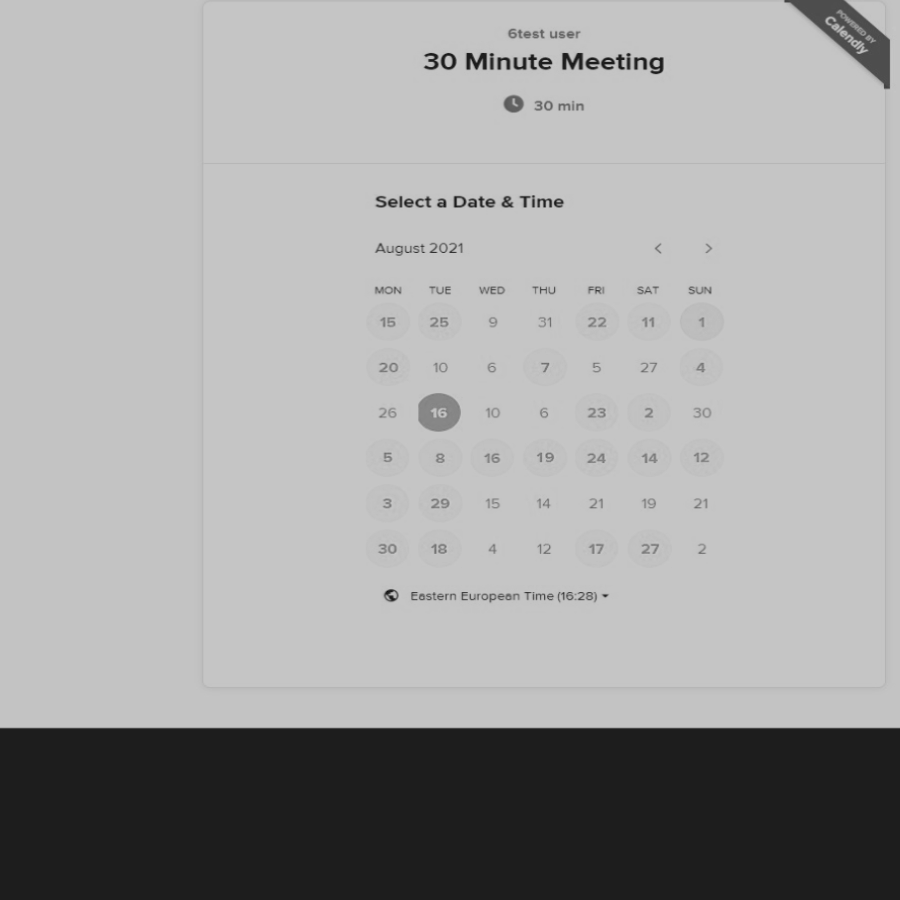 POWERED BY
Calendly
6test user
30 Minute Meeting
30 min
Select a Date & Time
August 2021
MON TUE WED THU FRI SAT SUN
15 25 9 31 22 11 1
20 10 6 7 5 27 4
26 16 10 6 23 2 30
5 8 16 19 24 14 12
3 29 15 14 21 19 21
30 18 4 12 17 27 2
Eastern European Time (16:28)